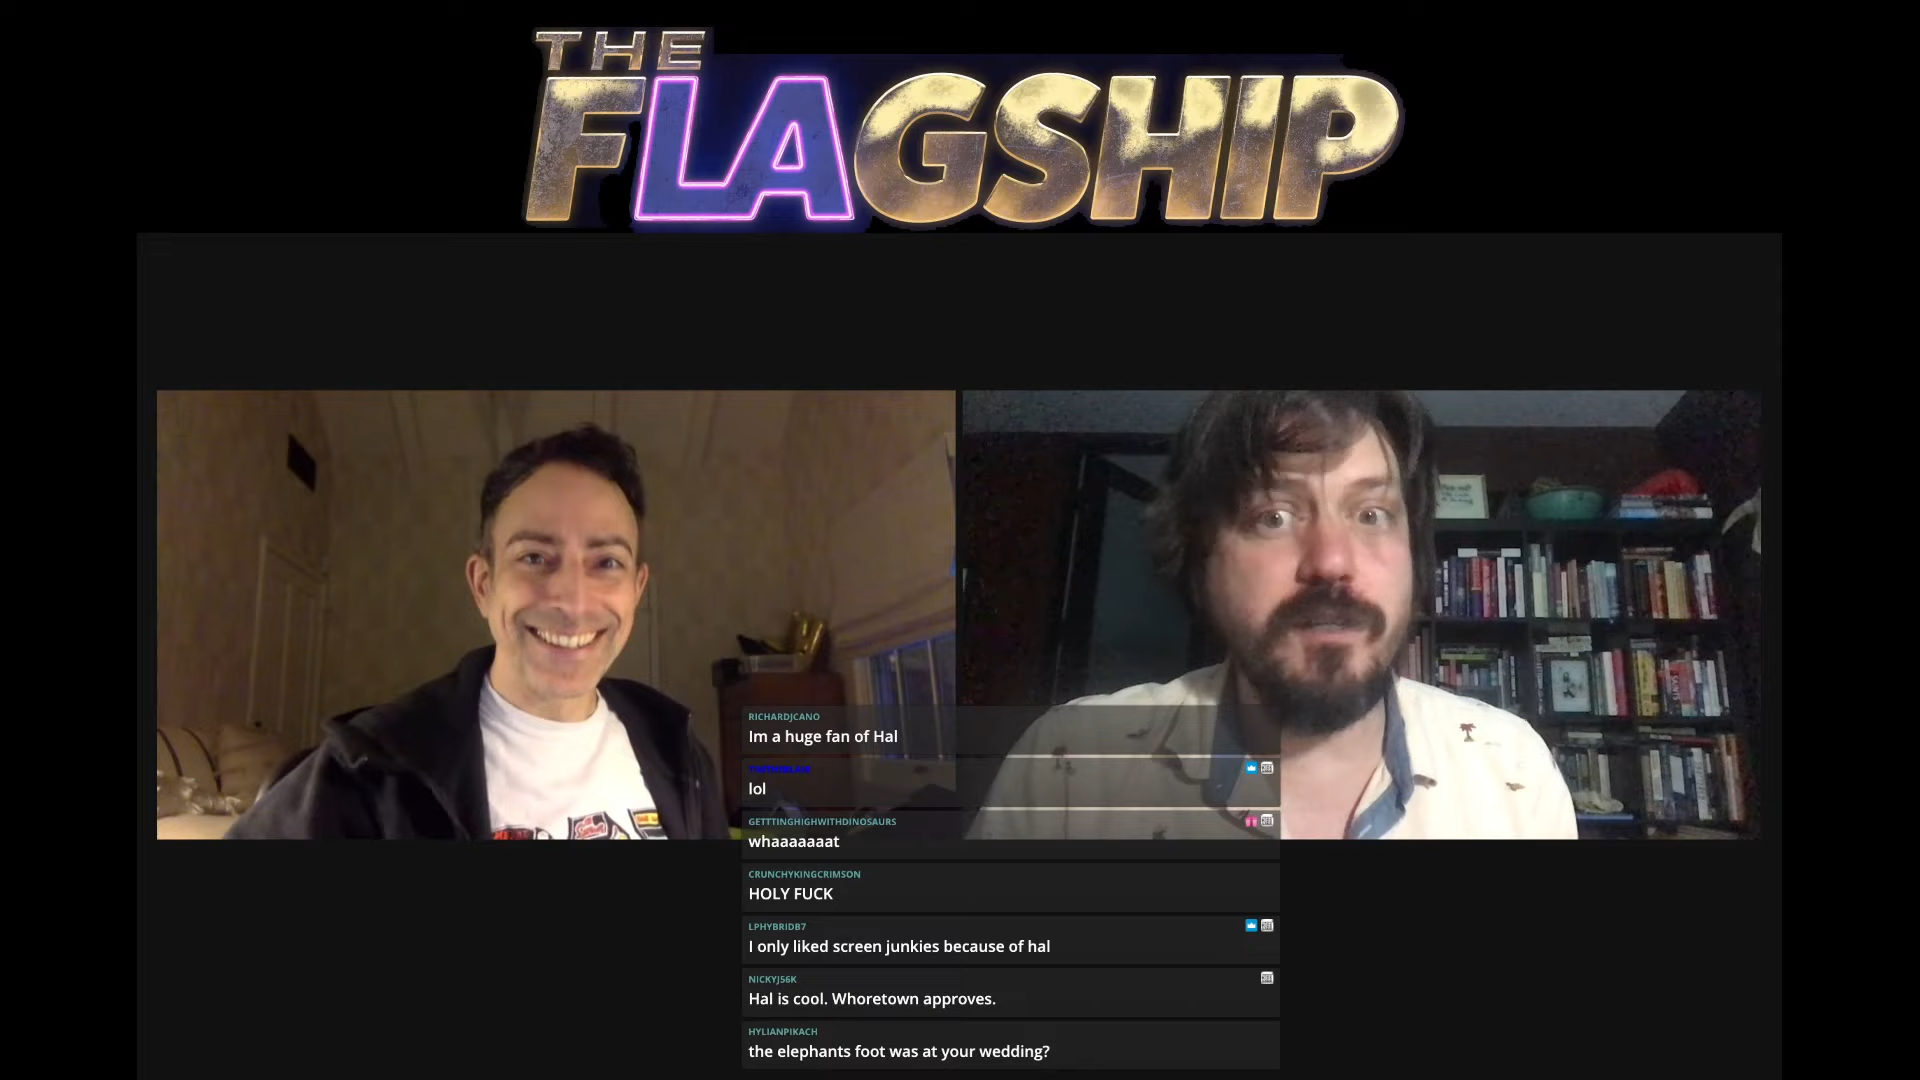 THE
FLAGSHIP
RICHARDJCANO
Im a huge fan of Hal
lol
GETTTINGHIGHWITHDINOSAURS
whaaaaaaat
CRUNCHYKINGCRIMSON
HOLY FUCK
LPHYBRIDB7
I only liked screen junkies because of hal
NICKYJ56K
Hal is cool. Whoretown approves.
HYLIANPIKACH
the elephants foot was at your wedding?